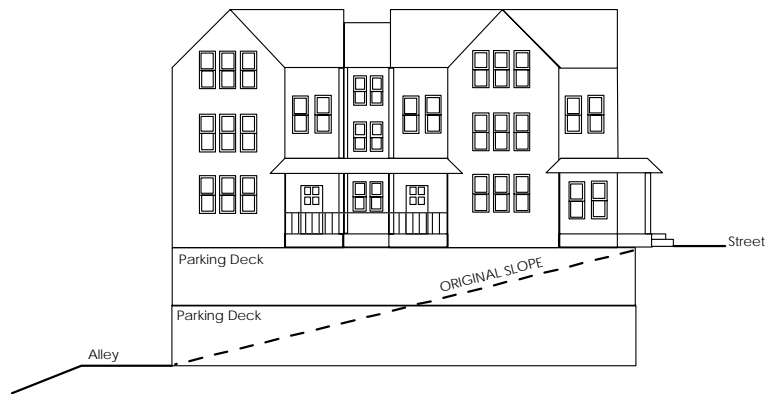 Street
Parking Deck
ORIGINAL SLOPE
Parking Deck
Alley